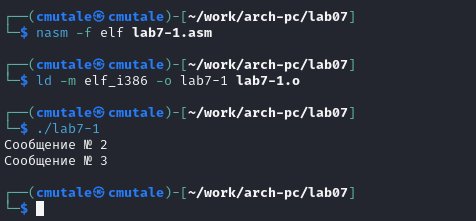 ┌──(cmutale㉿cmutale)-[~/work/arch-pc/lab07]
└─$ nasm -f elf lab7-1.asm
┌──(cmutale㉿cmutale)-[~/work/arch-pc/lab07]
└─$ ld -m elf_i386 -o lab7-1 lab7-1.o
┌──(cmutale㉿cmutale)-[~/work/arch-pc/lab07]
└─$ ./lab7-1
Сообщение № 2
Сообщение № 3
┌──(cmutale㉿cmutale)-[~/work/arch-pc/lab07]
└─$